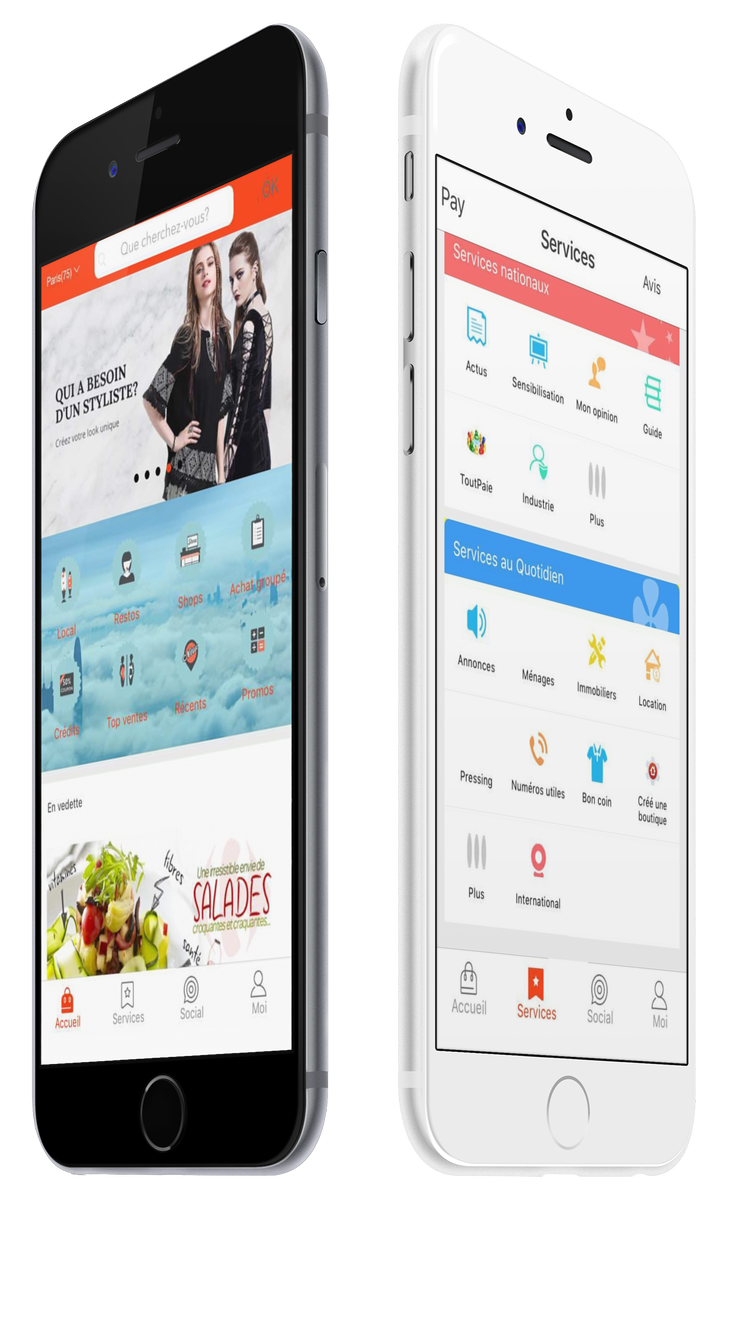 Paris(75)
Que cherchez-vous?
OK
QUI A BESOIN
D'UN STYLISTE?
Créez votre look unique
Local
Restos
Shops
Achat groupé
Crédits
Top ventes
Récents
Promos
En vedette
vitamines
fibres
Une irresistible envie de
SALADES
croquantes et craquantes...
santé
Accueil
Services
Social
Moi
Pay
Services
Avis
Services nationaux
Actus
Sensibilisation
Mon opinion
Guide
ToutPaie
Industrie
Plus
Services au Quotidien
Annonces
Ménages
Immobiliers
Location
Pressing
Numéros utiles
Bon coin
Créé une
boutique
Plus
International
Accueil
Services
Social
Moi